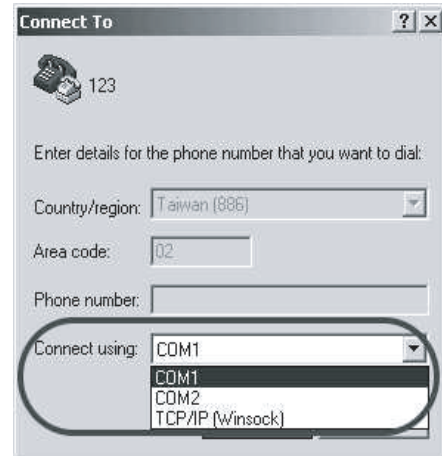 Connect To
? ×
123
Enter details for the phone number that you want to dial:
Country/region: Taiwan (886)
Area code: 02
Phone number:
Connect using: COM1
COM1
COM2
TCP/IP (Winsock)